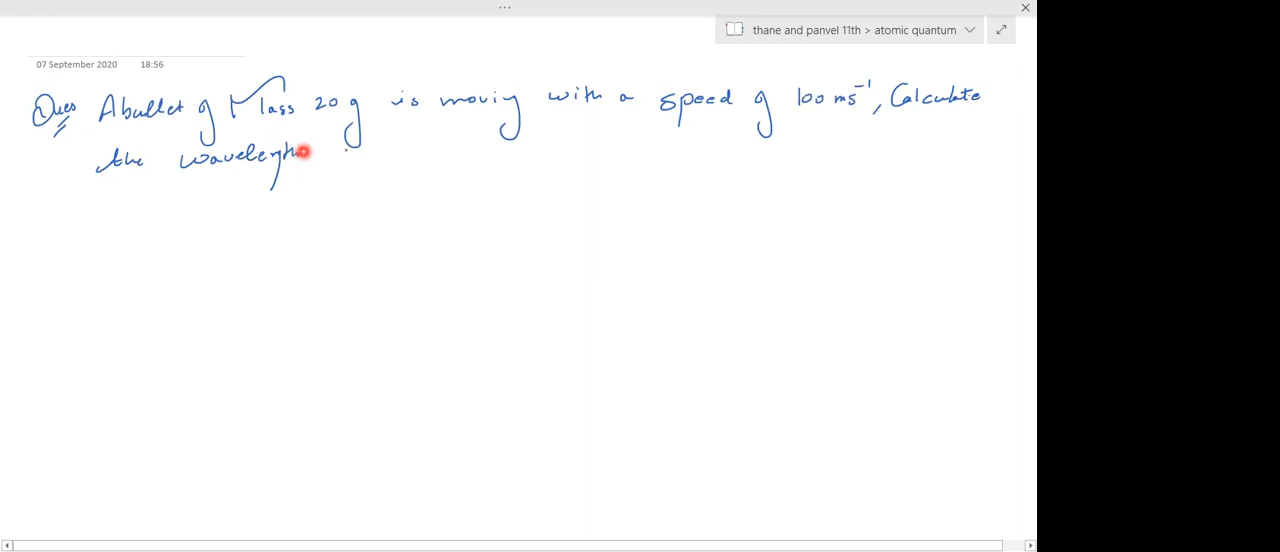 ...
thane and panvel 11th > atomic quantum
07 September 2020 18:56
Ques A bullet of Mass 20 g is moving with a speed of 100 ms⁻¹, Calculate
the wavelength